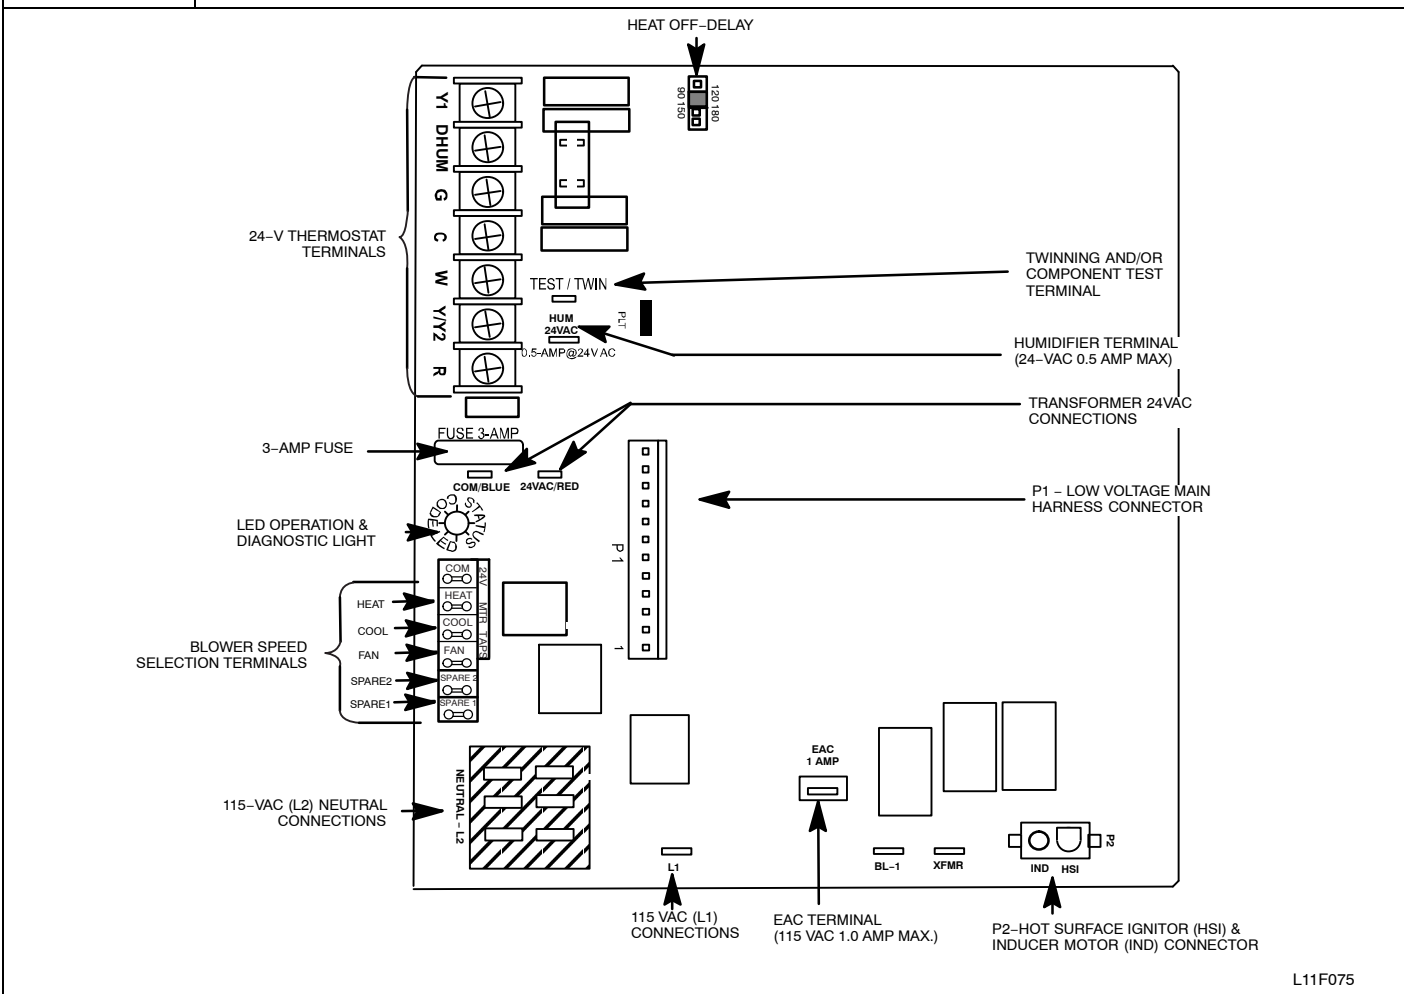 HEAT OFF–DELAY
120 180
90 150
Y1
DHUM
G
C
W
Y/Y2
R
24–V THERMOSTAT
TERMINALS
TEST / TWIN
HUM
24VAC
0.5-AMP@24VAC
PLT
TWINNING AND/OR
COMPONENT TEST
TERMINAL
HUMIDIFIER TERMINAL
(24–VAC 0.5 AMP MAX)
TRANSFORMER 24VAC
CONNECTIONS
FUSE 3-AMP
3–AMP FUSE
COM/BLUE
24VAC/RED
P1 – LOW VOLTAGE MAIN
HARNESS CONNECTOR
STATUS
CODE
LED
LED OPERATION &
DIAGNOSTIC LIGHT
P1
1
COM
HEAT
COOL
FAN
SPARE 2
SPARE 1
24V
MTR TAPS
HEAT
COOL
FAN
SPARE2
SPARE1
BLOWER SPEED
SELECTION TERMINALS
NEUTRAL – L2
115–VAC (L2) NEUTRAL
CONNECTIONS
EAC
1 AMP
L1
BL–1
XFMR
IND
HSI
P2
115 VAC (L1)
CONNECTIONS
EAC TERMINAL
(115 VAC 1.0 AMP MAX.)
P2–HOT SURFACE IGNITOR (HSI) &
INDUCER MOTOR (IND) CONNECTOR
L11F075